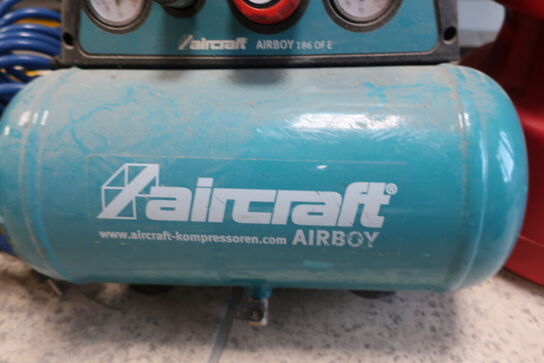 aircraft AIRBOY 186 OF E
aircraft®
www.aircraft-kompressoren.com AIRBOY